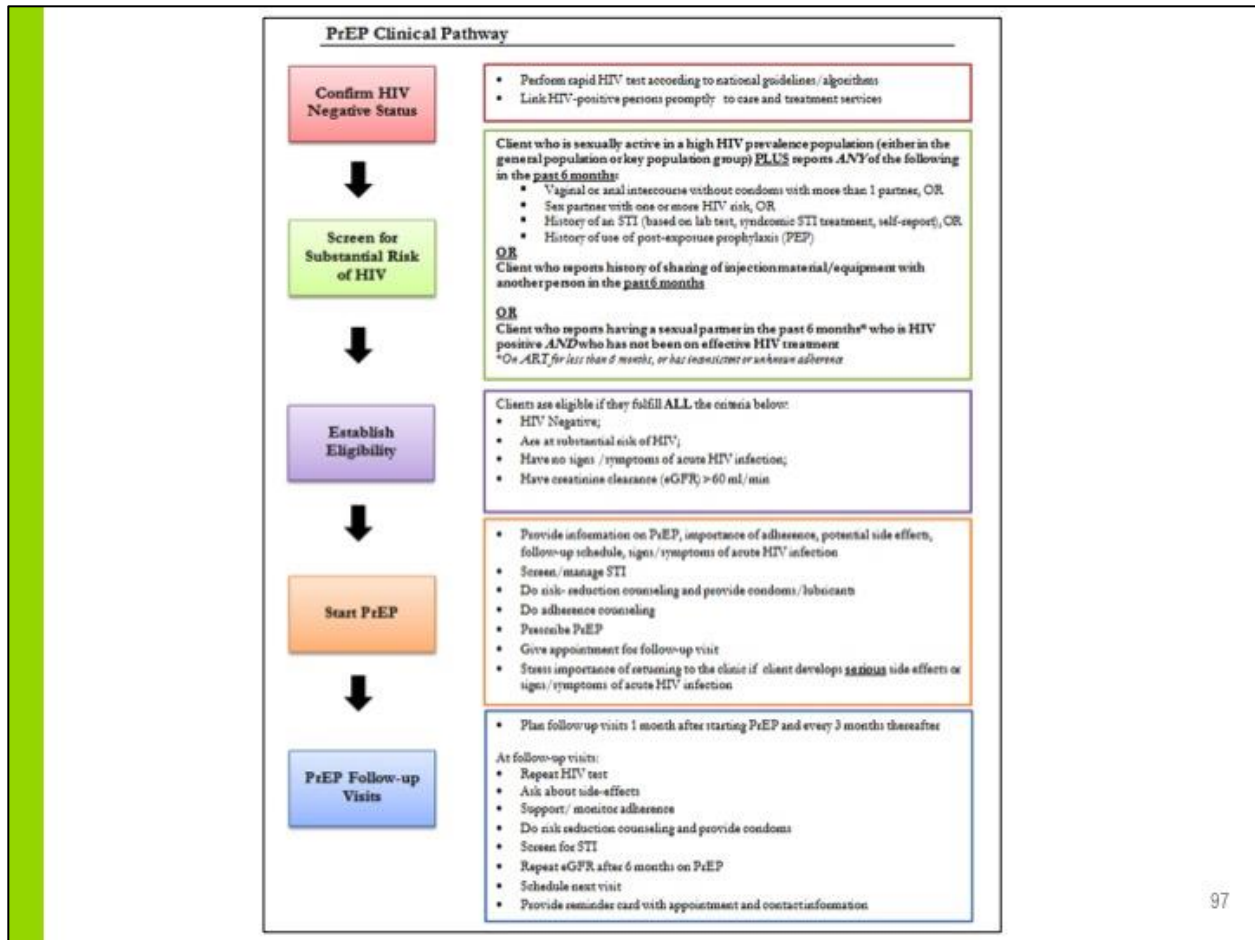 PrEP Clinical Pathway
Confirm HIV
Negative Status
• Perform rapid HIV test according to national guidelines/algorithms
• Link HIV-positive persons promptly to care and treatment services
Screen for
Substantial Risk
of HIV
Client who is sexually active in a high HIV prevalence population (either in the
general population or key population group) PLUS reports ANY of the following
in the past 6 months:
▪ Vaginal or anal intercourse without condoms with more than 1 partner, OR
▪ Sex partner with one or more HIV risk, OR
▪ History of an STI (based on lab test, syndromic STI treatment, self-report), OR
▪ History of use of post-exposure prophylaxis (PEP)
OR
Client who reports history of sharing of injection material/equipment with
another person in the past 6 months
OR
Client who reports having a sexual partner in the past 6 months* who is HIV
positive AND who has not been on effective HIV treatment
*On ART for less than 6 months, or has inconsistent or unknown adherence
Establish
Eligibility
Clients are eligible if they fulfill ALL the criteria below:
• HIV Negative;
• Are at substantial risk of HIV;
• Have no signs /symptoms of acute HIV infection;
• Have creatinine clearance (eGFR) >60 ml/min
Start PrEP
• Provide information on PrEP, importance of adherence, potential side effects,
follow-up schedule, signs/symptoms of acute HIV infection
• Screen/manage STI
• Do risk- reduction counseling and provide condoms/lubricants
• Do adherence counseling
• Prescribe PrEP
• Give appointment for follow-up visit
• Stress importance of returning to the clinic if client develops serious side effects or
signs/symptoms of acute HIV infection
PrEP Follow-up
Visits
• Plan follow up visits 1 month after starting PrEP and every 3 months thereafter
At follow-up visits:
• Repeat HIV test
• Ask about side-effects
• Support/ monitor adherence
• Do risk reduction counseling and provide condoms
• Screen for STI
• Repeat eGFR after 6 months on PrEP
• Schedule next visit
• Provide reminder card with appointment and contact information
97